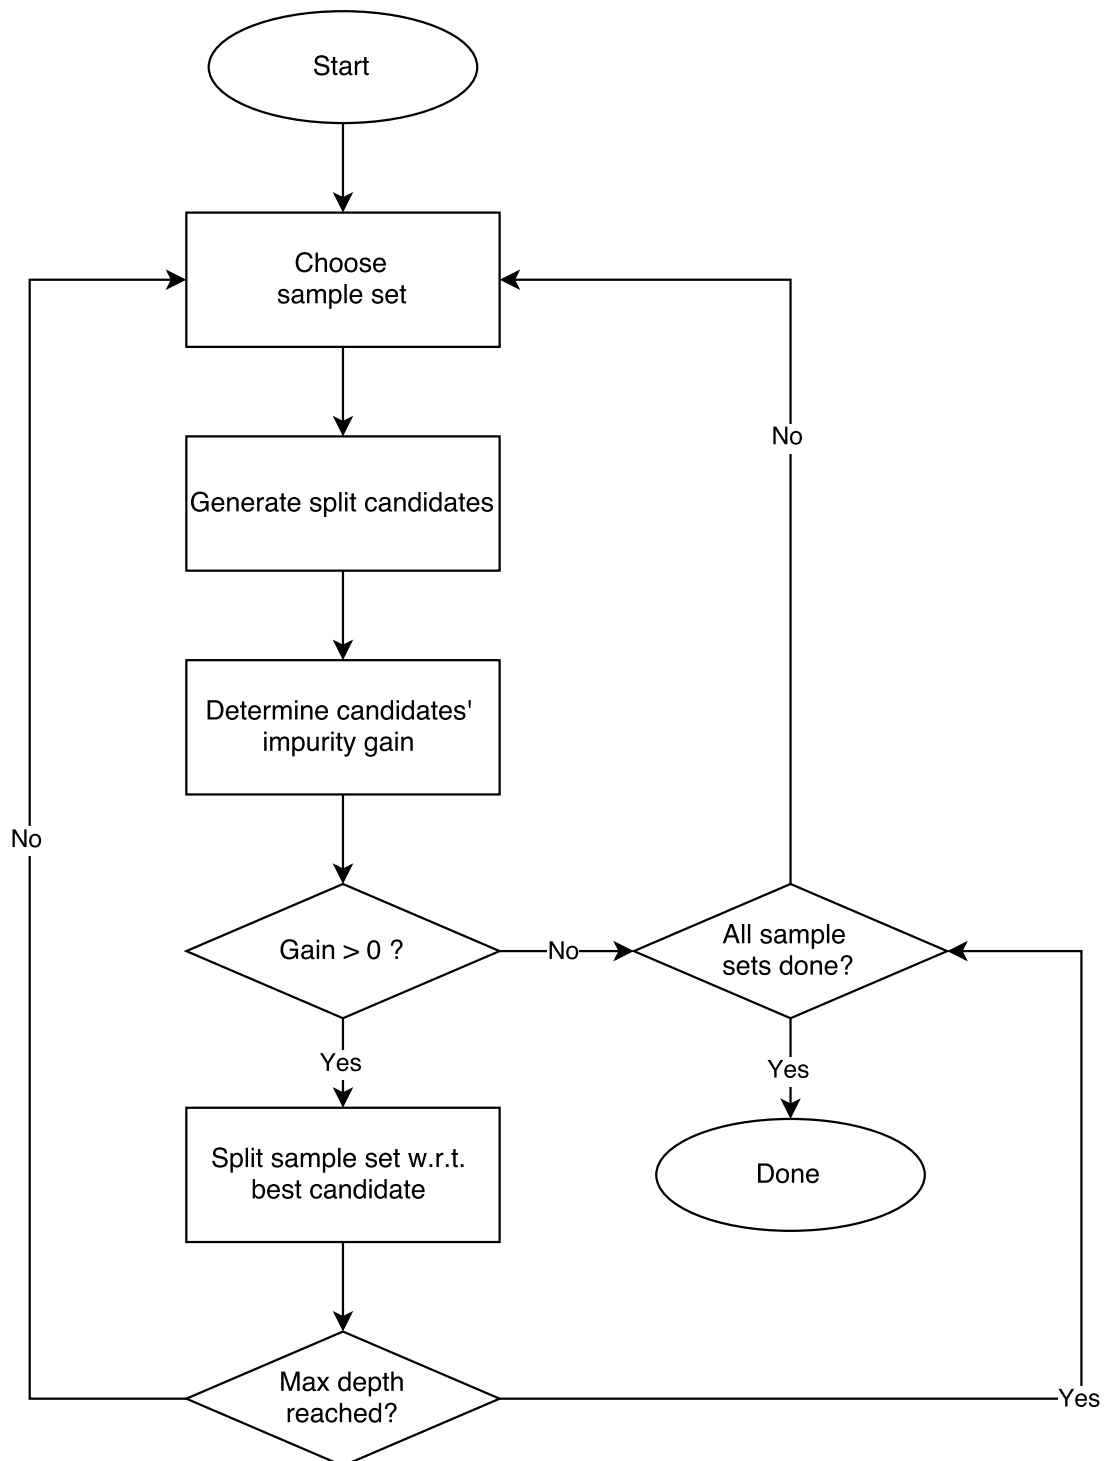 Start
Choose
sample set
No
Generate split candidates
Determine candidates'
impurity gain
No
Gain > 0 ?
No
All sample
sets done?
Yes
Yes
Split sample set w.r.t.
best candidate
Done
Max depth
reached?
Yes